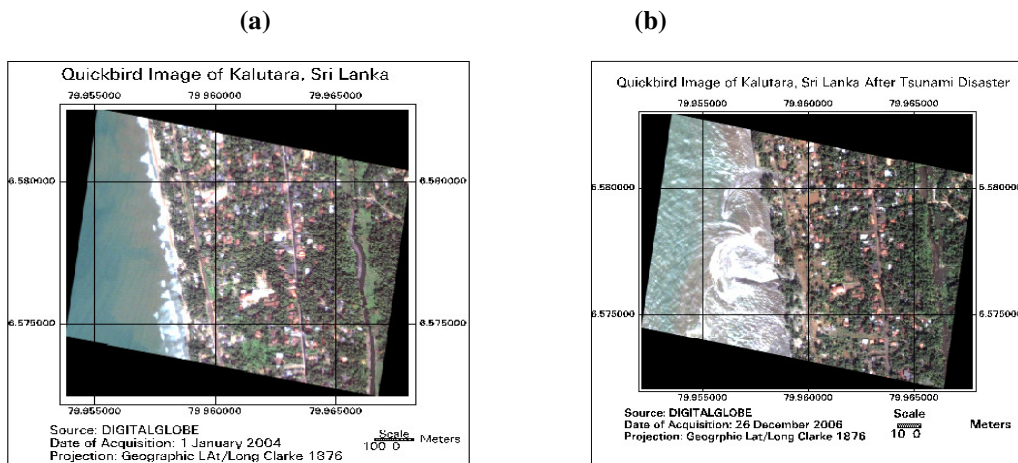 (a)
(b)
Quickbird Image of Kalutara, Sri Lanka
79.955000 79.960000 79.965000
6.580000 6.580000
6.575000 6.575000
79.955000 79.960000 79.965000
Source: DIGITALGLOBE
Date of Acquisition: 1 January 2004
Projection: Geographic LAt/Long Clarke 1876
Scale
100 0 Meters
Quickbird Image of Kalutara, Sri Lanka After Tsunami Disaster
79.955000 79.960000 79.965000
6.580000 6.580000
6.575000 6.575000
79.955000 79.960000 79.965000
Source: DIGITALGLOBE
Date of Acquisition: 26 December 2006
Projection: Geogrphic Lat/Long Clarke 1876
Scale
10 0 Meters